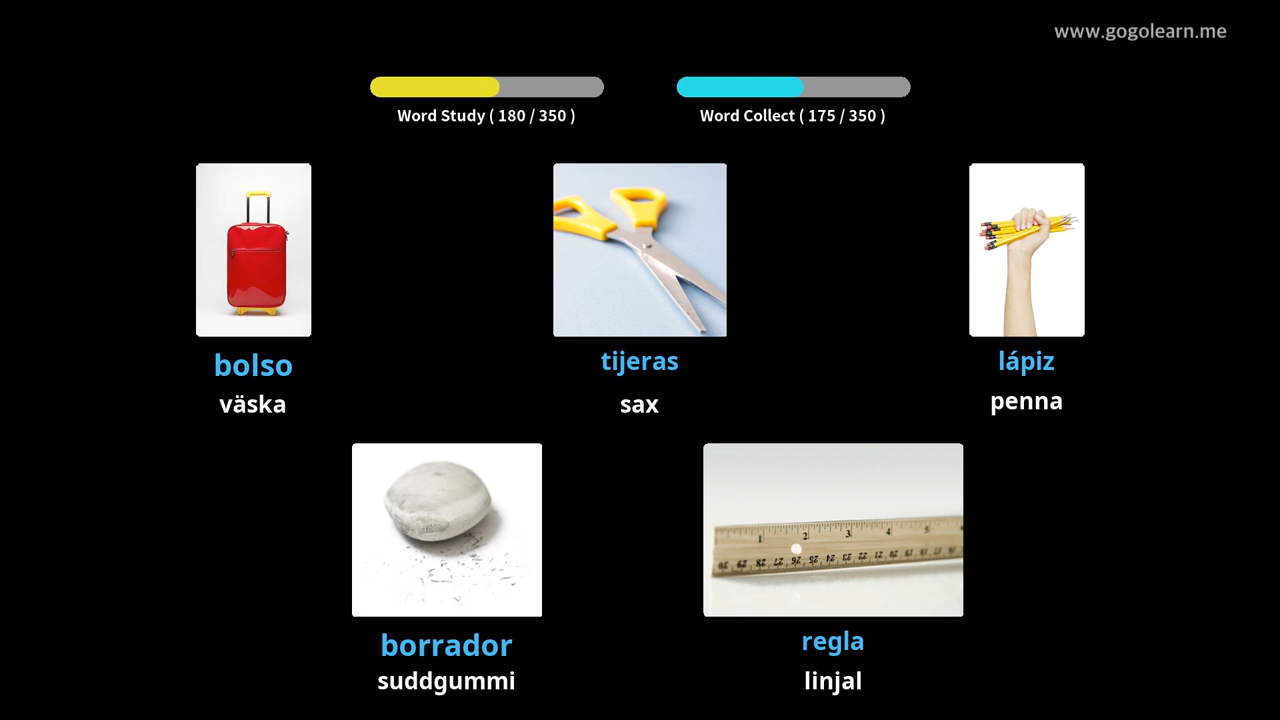 www.gogolearn.me
Word Study ( 180 / 350 )
Word Collect ( 175 / 350 )
bolso
väska
tijeras
sax
lápiz
penna
borrador
suddgummi
regla
linjal